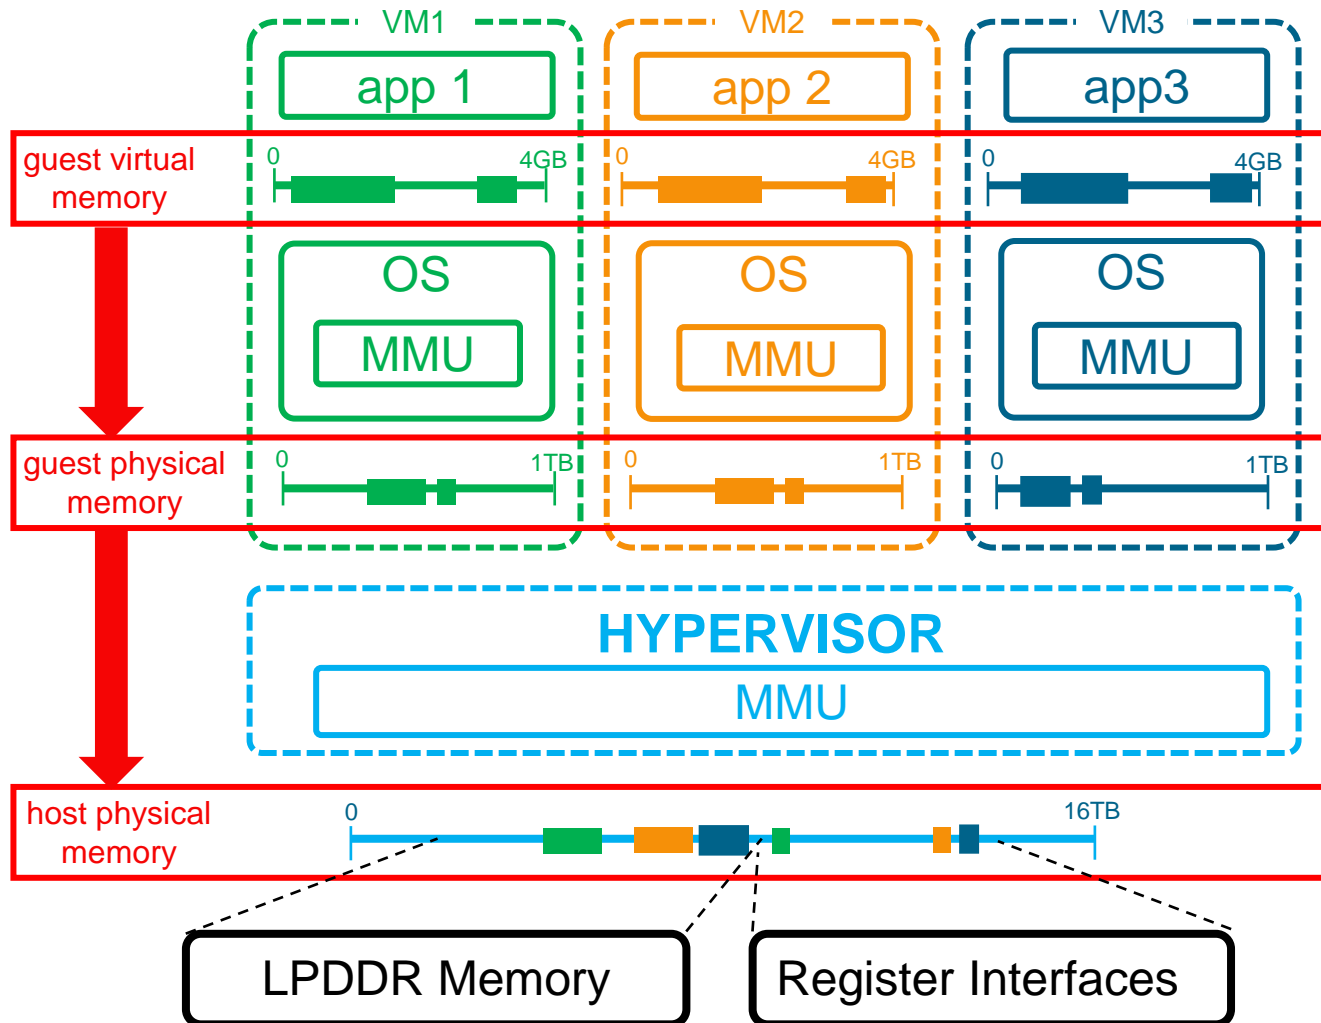 VM1
VM2
VM3
app 1
app 2
app3
guest virtual
memory
0
4GB
0
4GB
0
4GB
OS
OS
OS
MMU
MMU
MMU
guest physical
memory
0
1TB
0
1TB
0
1TB
HYPERVISOR
MMU
host physical
memory
0
16TB
LPDDR Memory
Register Interfaces